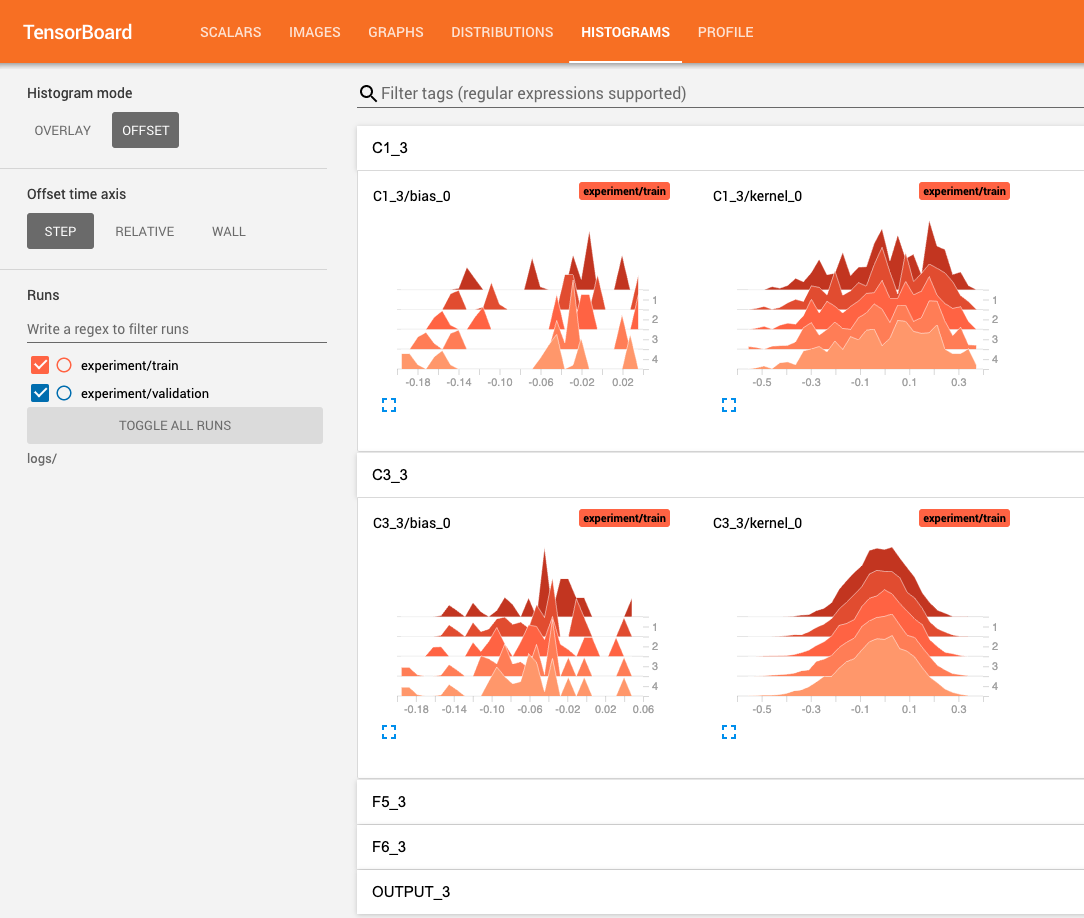 TensorBoard SCALARS IMAGES GRAPHS DISTRIBUTIONS HISTOGRAMS PROFILE
Histogram mode
OVERLAY OFFSET
Offset time axis
STEP RELATIVE WALL
Runs
Write a regex to filter runs
experiment/train
experiment/validation
TOGGLE ALL RUNS
logs/
Filter tags (regular expressions supported)
C1_3
C1_3/bias_0 experiment/train
1
2
3
4
-0.18 -0.14 -0.10 -0.06 -0.02 0.02
C1_3/kernel_0 experiment/train
1
2
3
4
-0.5 -0.3 -0.1 0.1 0.3
C3_3
C3_3/bias_0 experiment/train
1
2
3
4
-0.18 -0.14 -0.10 -0.06 -0.02 0.02 0.06
C3_3/kernel_0 experiment/train
1
2
3
4
-0.5 -0.3 -0.1 0.1 0.3
F5_3
F6_3
OUTPUT_3